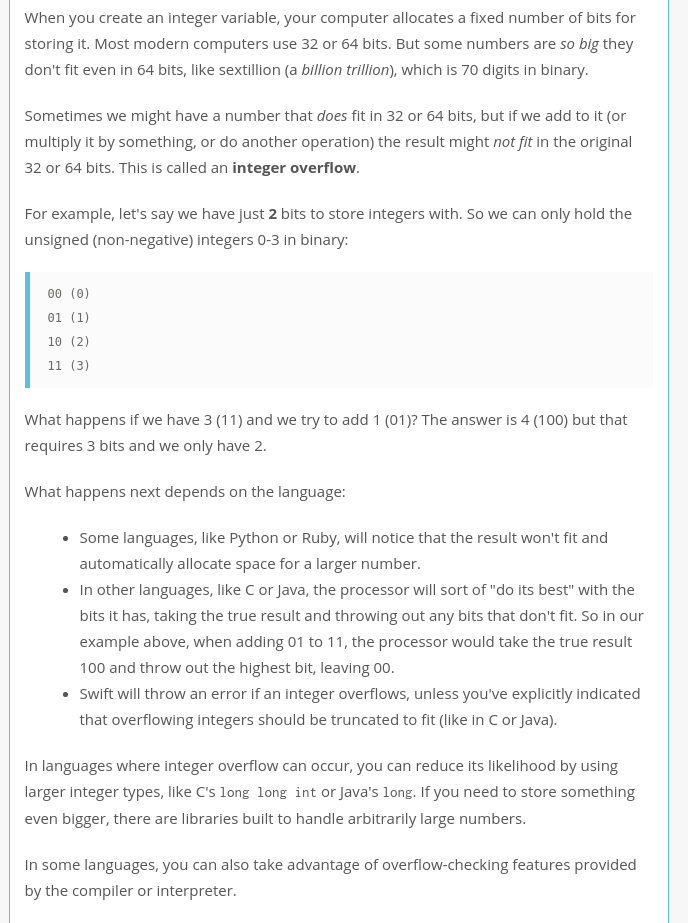 When you create an integer variable, your computer allocates a fixed number of bits for
storing it. Most modern computers use 32 or 64 bits. But some numbers are so big they
don't fit even in 64 bits, like sextillion (a billion trillion), which is 70 digits in binary.
Sometimes we might have a number that does fit in 32 or 64 bits, but if we add to it (or
multiply it by something, or do another operation) the result might not fit in the original
32 or 64 bits. This is called an integer overflow.
For example, let's say we have just 2 bits to store integers with. So we can only hold the
unsigned (non-negative) integers 0-3 in binary:
00 (0)
01 (1)
10 (2)
11 (3)
What happens if we have 3 (11) and we try to add 1 (01)? The answer is 4 (100) but that
requires 3 bits and we only have 2.
What happens next depends on the language:
• Some languages, like Python or Ruby, will notice that the result won't fit and
automatically allocate space for a larger number.
• In other languages, like C or Java, the processor will sort of "do its best" with the
bits it has, taking the true result and throwing out any bits that don't fit. So in our
example above, when adding 01 to 11, the processor would take the true result
100 and throw out the highest bit, leaving 00.
• Swift will throw an error if an integer overflows, unless you've explicitly indicated
that overflowing integers should be truncated to fit (like in C or Java).
In languages where integer overflow can occur, you can reduce its likelihood by using
larger integer types, like C's long long int or Java's long. If you need to store something
even bigger, there are libraries built to handle arbitrarily large numbers.
In some languages, you can also take advantage of overflow-checking features provided
by the compiler or interpreter.